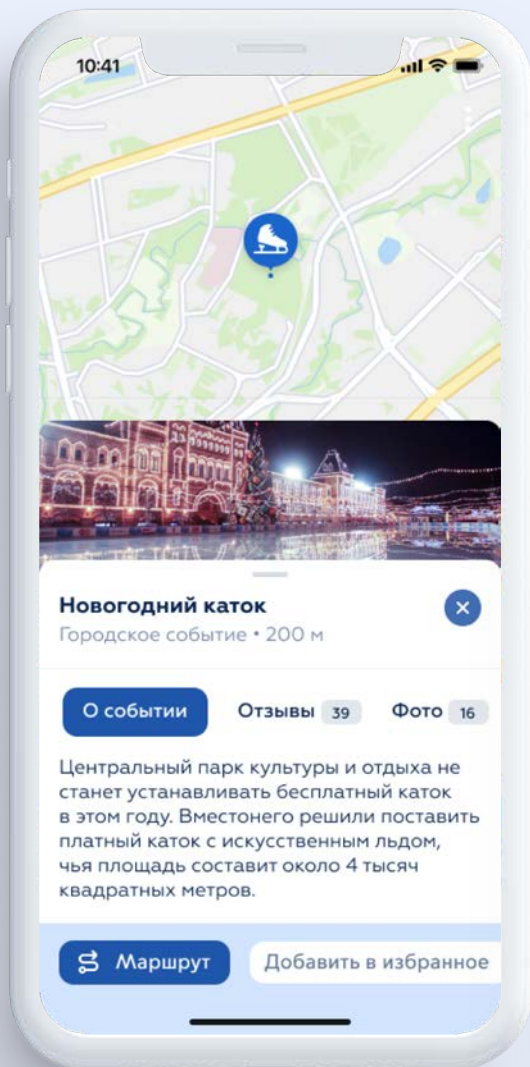 10:41
Новогодний каток
Городское событие • 200 м
О событии
Отзывы 39
Фото 16
Центральный парк культуры и отдыха не
станет устанавливать бесплатный каток
в этом году. Вместонего решили поставить
платный каток с искусственным льдом,
чья площадь составит около 4 тысяч
квадратных метров.
Маршрут
Добавить в избранное